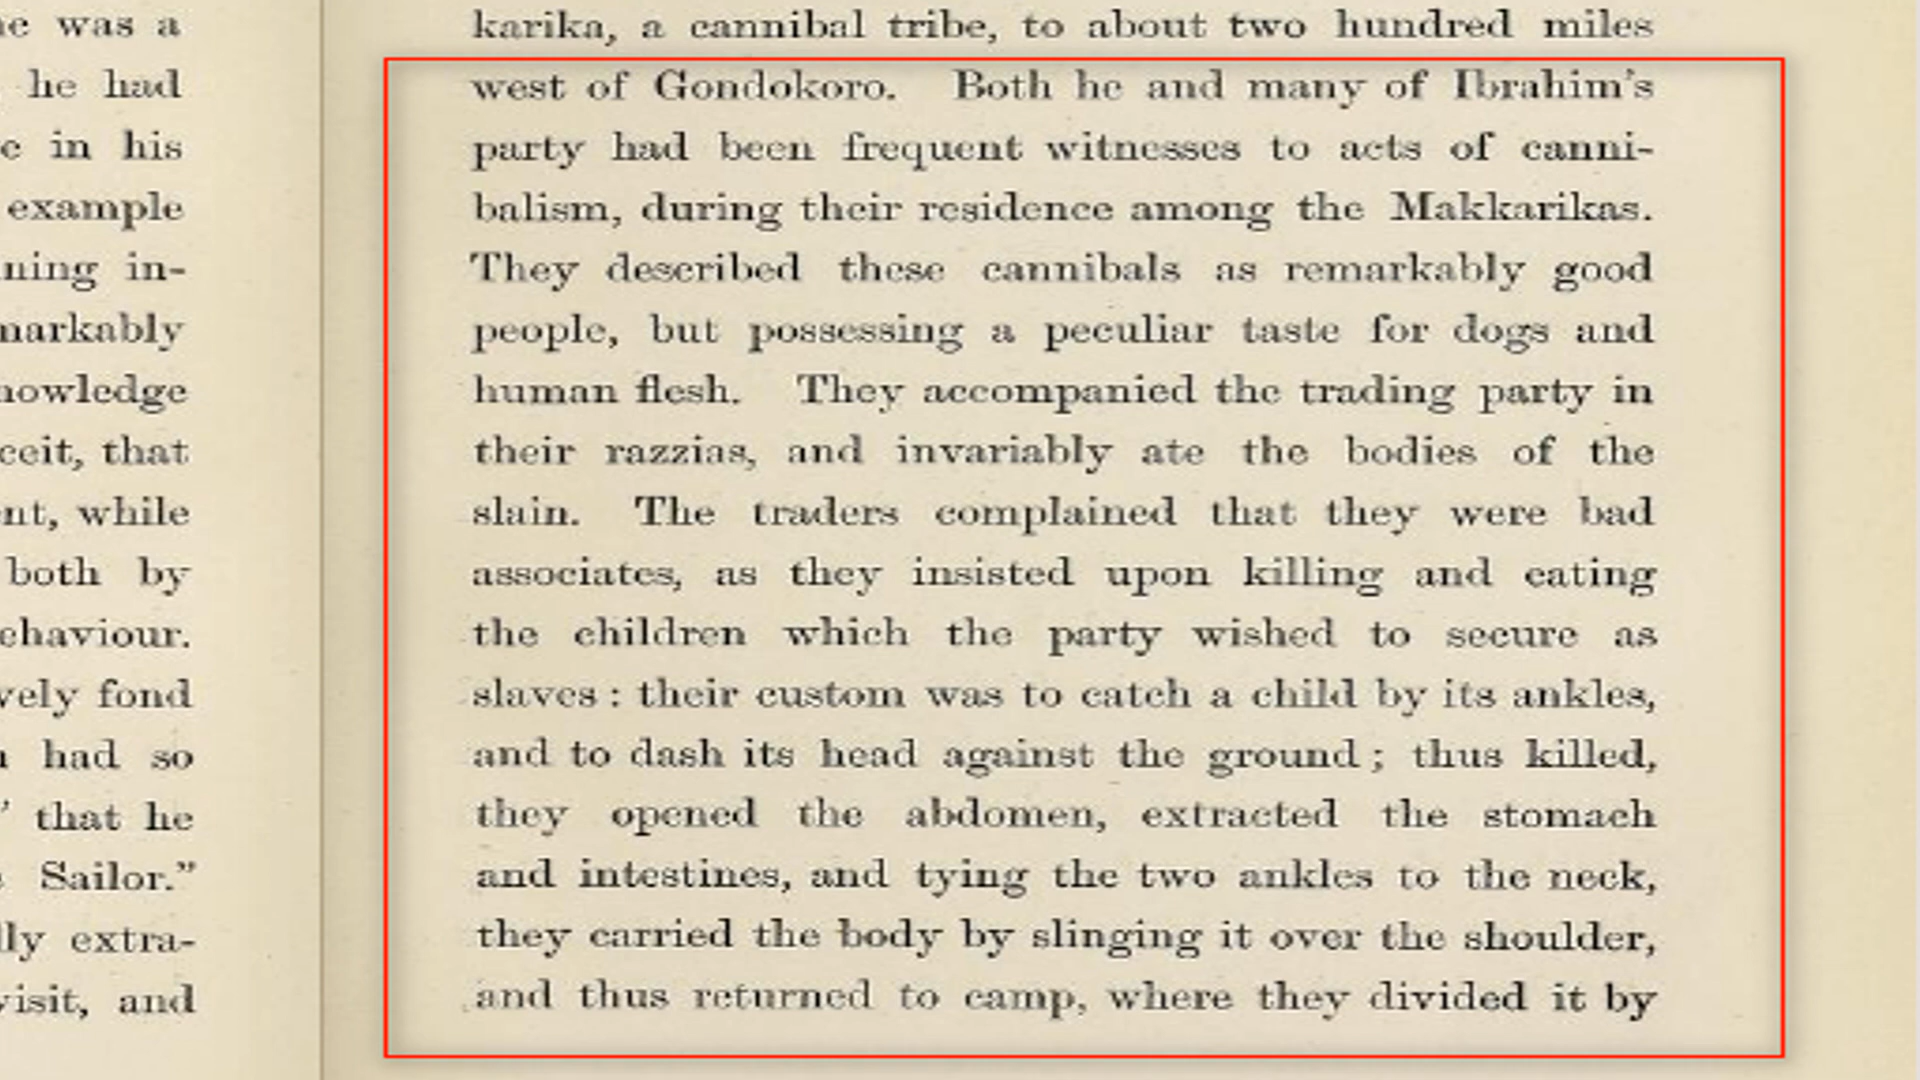 ne was a
he had
e in his
example
ning in-
markably
nowledge
ceit, that
ent, while
both by
ehaviour.
vely fond
had so
" that he
Sailor."
lly extra-
visit, and
karika, a cannibal tribe, to about two hundred miles
west of Gondokoro. Both he and many of Ibrahim's
party had been frequent witnesses to acts of canni-
balism, during their residence among the Makkarikas.
They described these cannibals as remarkably good
people, but possessing a peculiar taste for dogs and
human flesh. They accompanied the trading party in
their razzias, and invariably ate the bodies of the
slain. The traders complained that they were bad
associates, as they insisted upon killing and eating
the children which the party wished to secure as
slaves : their custom was to catch a child by its ankles,
and to dash its head against the ground ; thus killed,
they opened the abdomen, extracted the stomach
and intestines, and tying the two ankles to the neck,
they carried the body by slinging it over the shoulder,
and thus returned to camp, where they divided it by